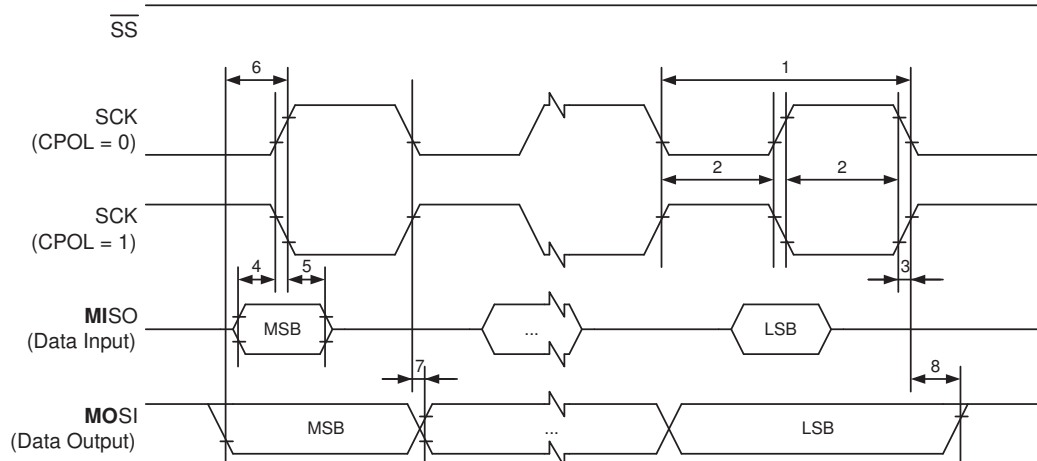 SS
6
1
SCK
(CPOL = 0)
2
2
SCK
(CPOL = 1)
4
5
3
MISO
(Data Input)
MSB
...
LSB
7
8
MOSI
(Data Output)
MSB
...
LSB